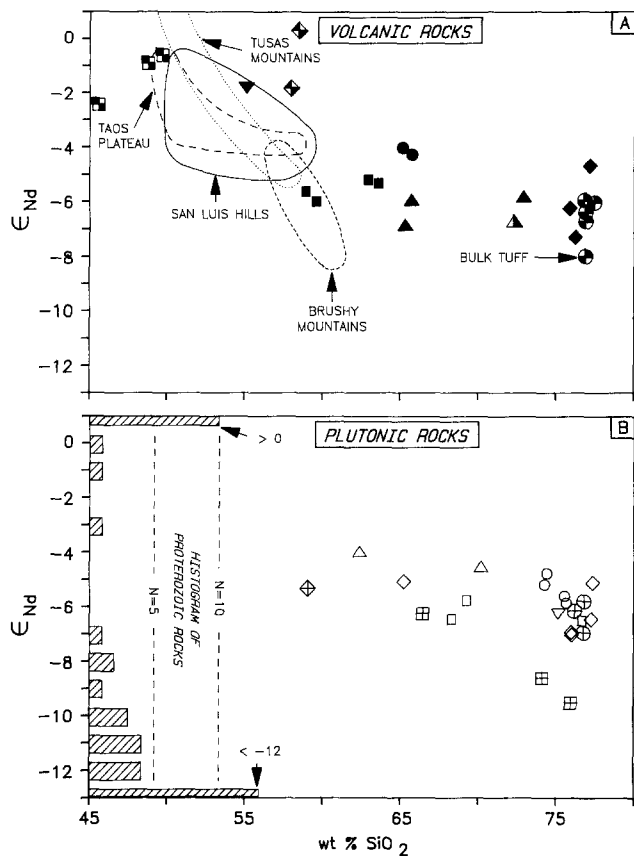 A
VOLCANIC ROCKS
TUSAS
MOUNTAINS
TAOS
PLATEAU
SAN LUIS HILLS
BULK TUFF
BRUSHY
MOUNTAINS
0
−2
−4
−6
−8
−10
−12
ϵNd
B
PLUTONIC ROCKS
> 0
HISTOGRAM OF
PROTEROZOIC ROCKS
N=5
N=10
< −12
0
−2
−4
−6
−8
−10
−12
ϵNd
45 55 65 75
wt % SiO2